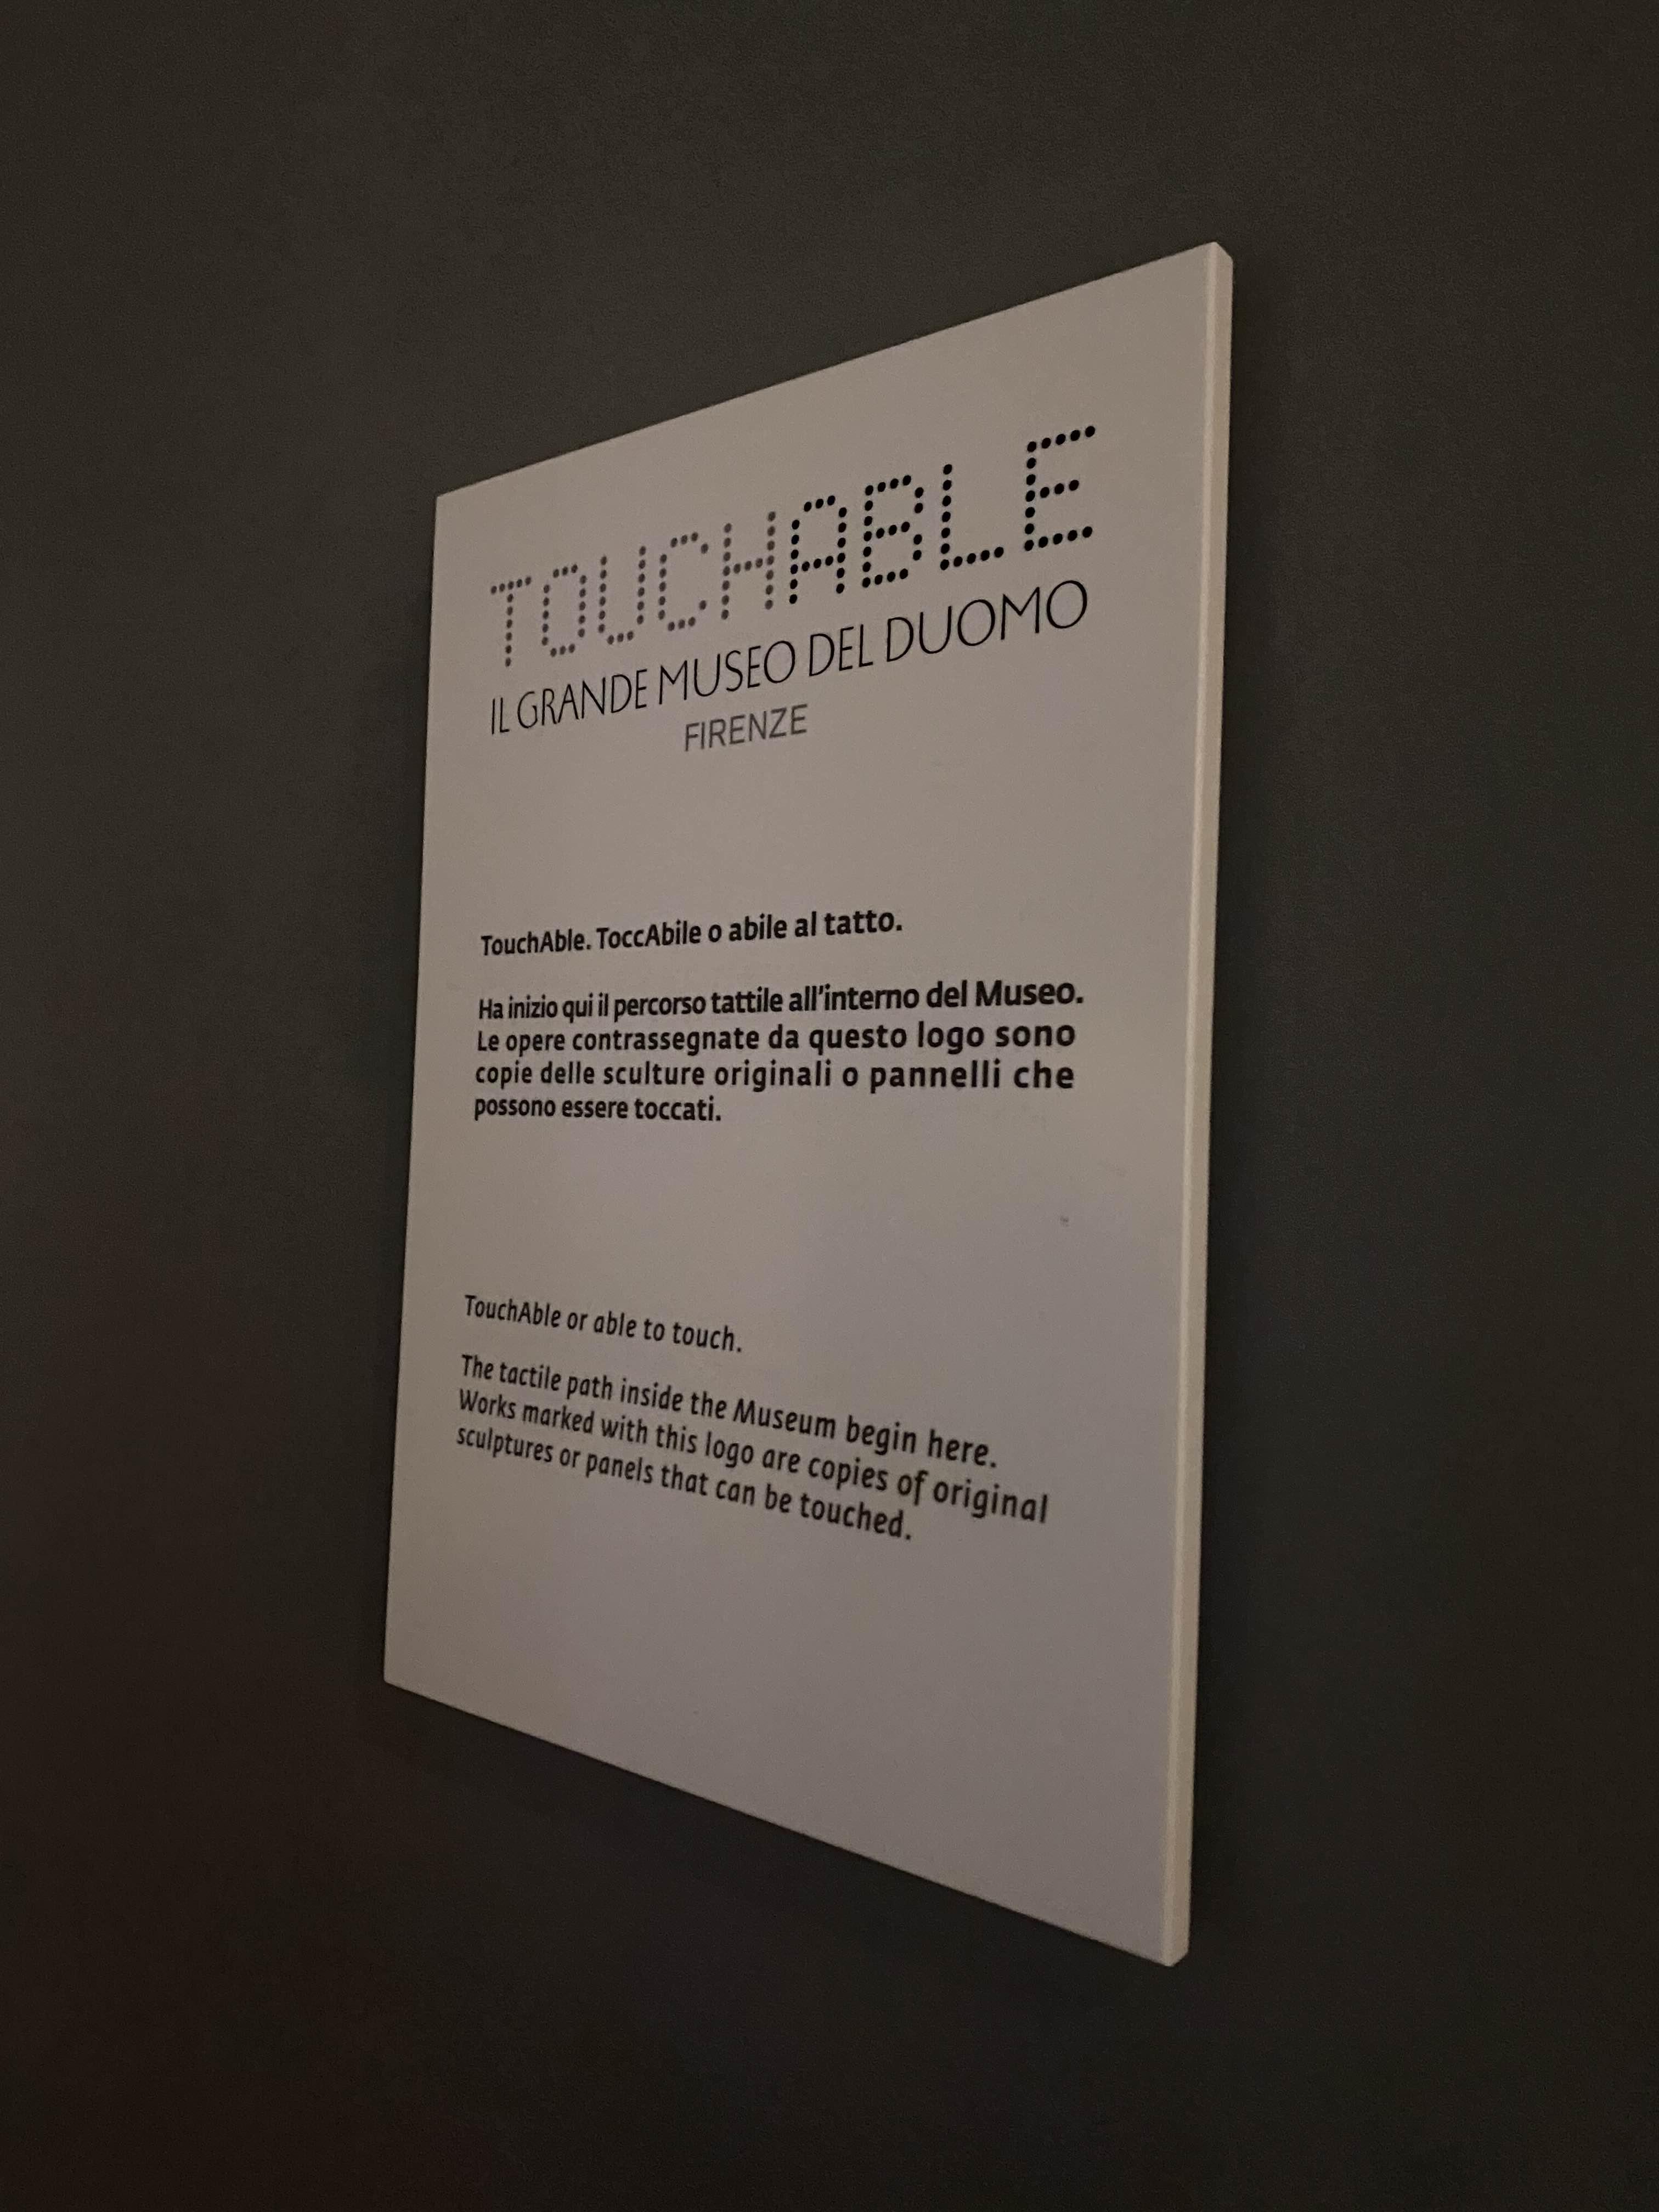 TOUCHABLE
IL GRANDE MUSEO DEL DUOMO
FIRENZE
TouchAble. ToccAbile o abile al tatto.
Ha inizio qui il percorso tattile all'interno del Museo.
Le opere contrassegnate da questo logo sono
copie delle sculture originali o pannelli che
possono essere toccati.
TouchAble or able to touch.
The tactile path inside the Museum begin here.
Works marked with this logo are copies of original
sculptures or panels that can be touched.